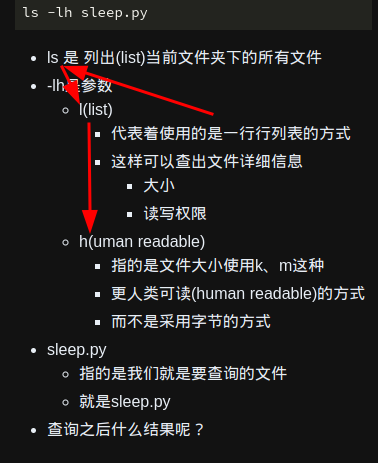 ls -lh sleep.py
ls 是 列出(list)当前文件夹下的所有文件
-lh是参数
l(list)
代表着使用的是一行行列表的方式
这样可以查出文件详细信息
大小
读写权限
h(uman readable)
指的是文件大小使用k、m这种
更人类可读(human readable)的方式
而不是采用字节的方式
sleep.py
指的是我们就是要查询的文件
就是sleep.py
查询之后什么结果呢？